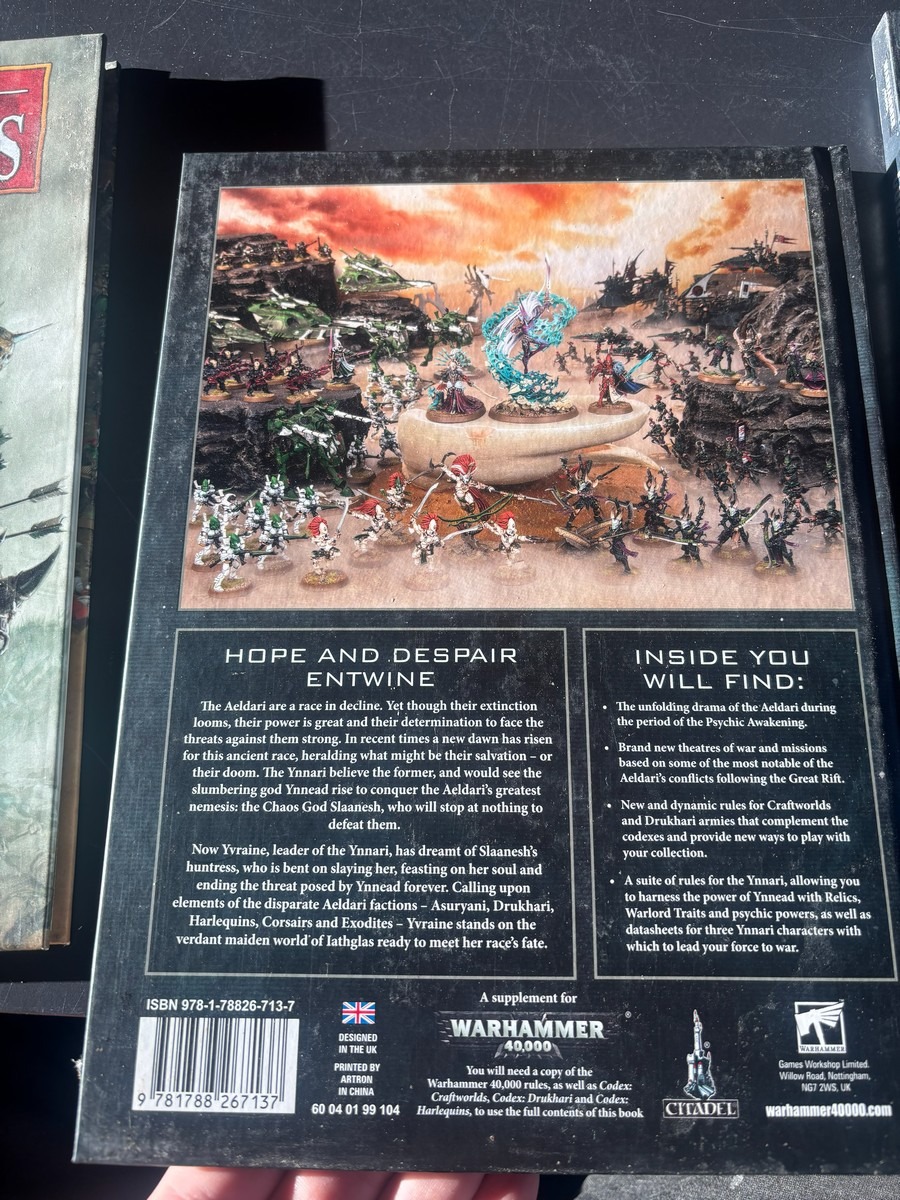 S
HOPE AND DESPAIR
ENTWINE
The Aeldari are a race in decline. Yet though their extinction
looms, their power is great and their determination to face the
threats against them strong. In recent times a new dawn has risen
for this ancient race, heralding what might be their salvation – or
their doom. The Ynnari believe the former, and would see the
slumbering god Ynnead rise to conquer the Aeldari's greatest
nemesis: the Chaos God Slaanesh, who will stop at nothing to
defeat them.
Now Yvraine, leader of the Ynnari, has dreamt of Slaanesh's
huntress, who is bent on slaying her, feasting on her soul and
ending the threat posed by Ynnead forever. Calling upon
elements of the disparate Aeldari factions – Asuryani, Drukhari,
Harlequins, Corsairs and Exodites – Yvraine stands on the
verdant maiden world of Iathglas ready to meet her race's fate.
INSIDE YOU
WILL FIND:
• The unfolding drama of the Aeldari during
the period of the Psychic Awakening.
• Brand new theatres of war and missions
based on some of the most notable of the
Aeldari's conflicts following the Great Rift.
• New and dynamic rules for Craftworlds
and Drukhari armies that complement the
codexes and provide new ways to play with
your collection.
• A suite of rules for the Ynnari, allowing you
to harness the power of Ynnead with Relics,
Warlord Traits and psychic powers, as well as
datasheets for three Ynnari characters with
which to lead your force to war.
ISBN 978-1-78826-713-7
9 781788 267137
DESIGNED
IN THE UK
PRINTED BY
ARTRON
IN CHINA
60 04 01 99 104
A supplement for
WARHAMMER ®
40,000
You will need a copy of the
Warhammer 40,000 rules, as well as Codex:
Craftworlds, Codex: Drukhari and Codex:
Harlequins, to use the full contents of this book
®
CITADEL
WARHAMMER
Games Workshop Limited.
Willow Road, Nottingham,
NG7 2WS, UK
warhammer40000.com